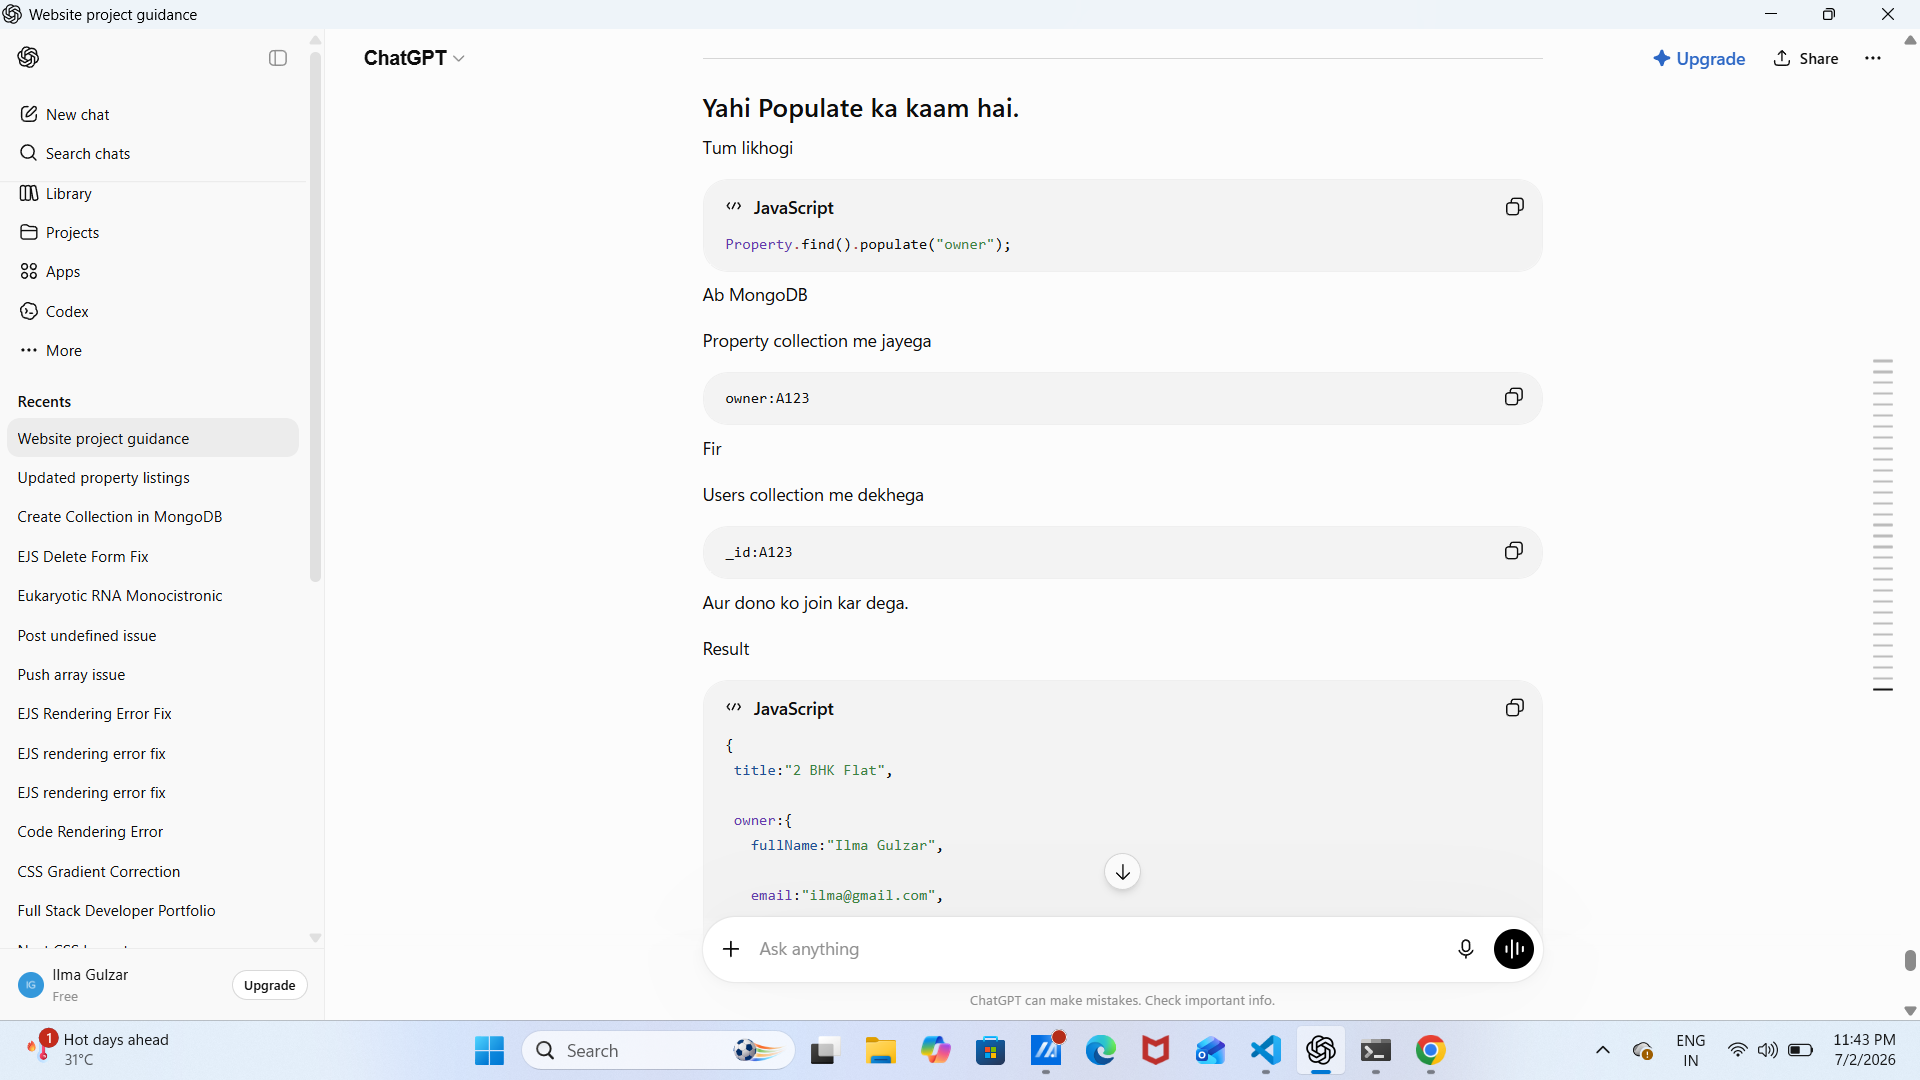 Website project guidance
New chat
Search chats
Library
Projects
Apps
Codex
More
Recents
Website project guidance
Updated property listings
Create Collection in MongoDB
EJS Delete Form Fix
Eukaryotic RNA Monocistronic
Post undefined issue
Push array issue
EJS Rendering Error Fix
EJS rendering error fix
EJS rendering error fix
Code Rendering Error
CSS Gradient Correction
Full Stack Developer Portfolio
IG
Ilma Gulzar
Free
Upgrade
ChatGPT
Upgrade
Share
Yahi Populate ka kaam hai.
Tum likhogi
JavaScript
Property.find().populate("owner");
Ab MongoDB
Property collection me jayega
owner:A123
Fir
Users collection me dekhega
_id:A123
Aur dono ko join kar dega.
Result
JavaScript
{
title:"2 BHK Flat",
owner:{
fullName:"Ilma Gulzar",
email:"ilma@gmail.com",
Ask anything
ChatGPT can make mistakes. Check important info.
1
Hot days ahead
31°C
Search
ENG
IN
11:43 PM
7/2/2026